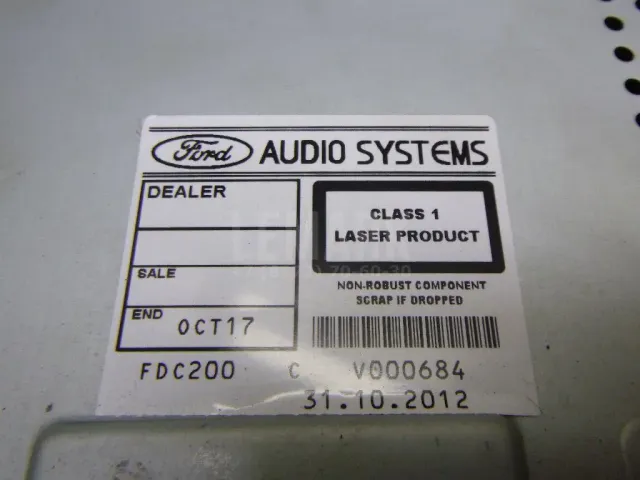 Ford AUDIO SYSTEMS
DEALER
CLASS 1
LASER PRODUCT
SALE
NON-ROBUST COMPONENT
SCRAP IF DROPPED
END
OCT17
FDC200 C V000684
31.10.2012